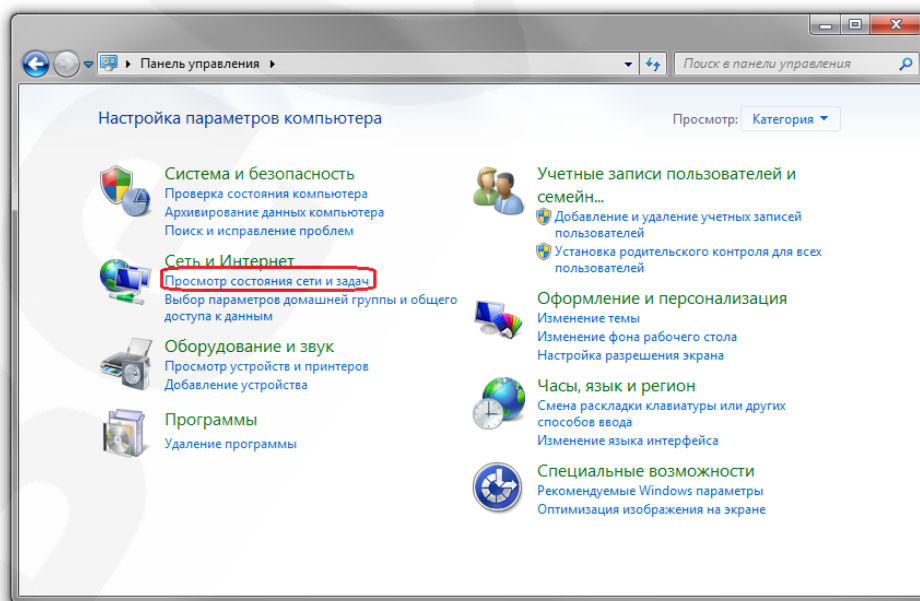 Панель управления
Поиск в панели управления
Настройка параметров компьютера
Просмотр: Категория
Система и безопасность
Проверка состояния компьютера
Архивирование данных компьютера
Поиск и исправление проблем
Сеть и Интернет
Просмотр состояния сети и задач
Выбор параметров домашней группы и общего
доступа к данным
Оборудование и звук
Просмотр устройств и принтеров
Добавление устройства
Программы
Удаление программы
Учетные записи пользователей и
семейн...
Добавление и удаление учетных записей
пользователей
Установка родительского контроля для всех
пользователей
Оформление и персонализация
Изменение темы
Изменение фона рабочего стола
Настройка разрешения экрана
Часы, язык и регион
Смена раскладки клавиатуры или других
способов ввода
Изменение языка интерфейса
Специальные возможности
Рекомендуемые Windows параметры
Оптимизация изображения на экране